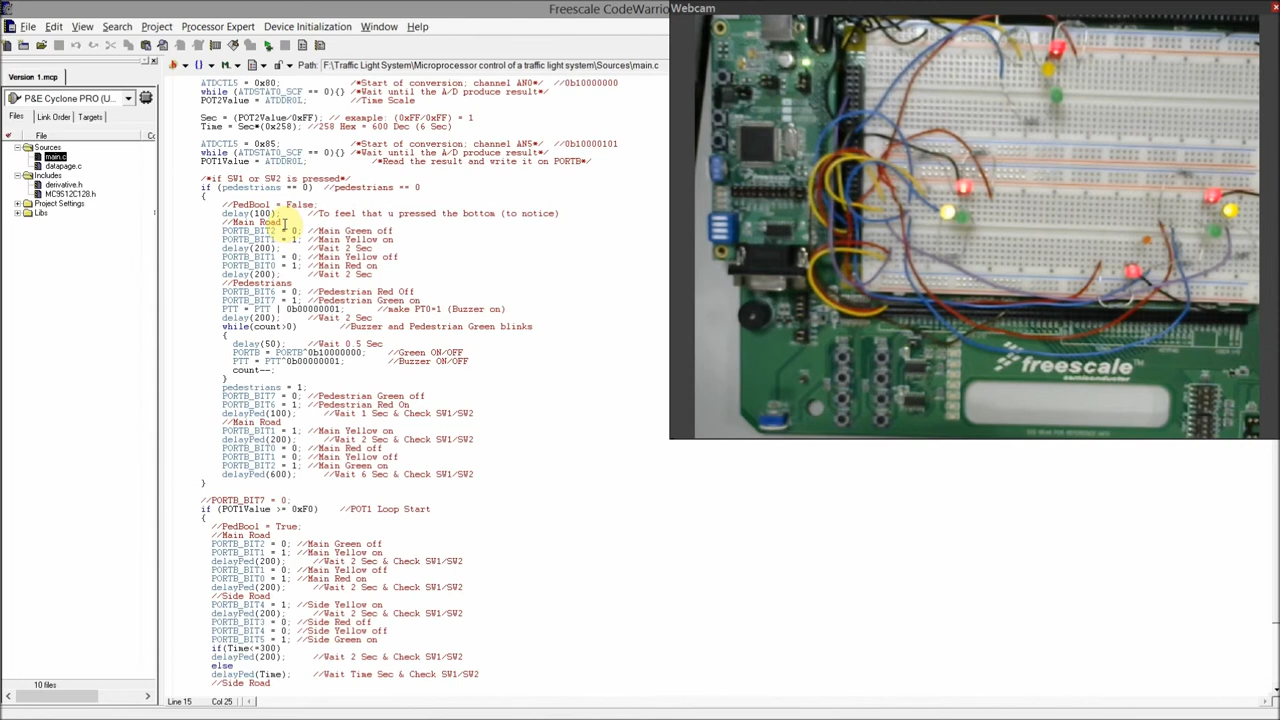 Freescale CodeWarrio
Webcam
File Edit View Search Project Processor Expert Device Initialization Window Help
Path: F:\Traffic Light System\Microprocessor control of a traffic light system\Sources\main.c
Version 1.mcp
P&E Cyclone PRO (U...
Files Link Order Targets
File Co
Sources
main.c
datapage.c
Includes
derivative.h
MC9S12C128.h
Project Settings
Libs
10 files
ATDCTL5 = 0x80; /*Start of conversion; channel AN0*/ //0b10000000
while (ATDSTAT0_SCF == 0){} /*Wait until the A/D produce result*/
POT2Value = ATDDR0L; //Time Scale
Sec = (POT2Value/0xFF); // example: (0xFF/0xFF) = 1
Time = Sec*(0x258); //258 Hex = 600 Dec (6 Sec)
ATDCTL5 = 0x85; /*Start of conversion; channel AN5*/ //0b10000101
while (ATDSTAT0_SCF == 0){} /*Wait until the A/D produce result*/
POT1Value = ATDDR0L; /*Read the result and write it on PORTB*/
/*if SW1 or SW2 is pressed*/
if (pedestrians == 0) //pedestrians == 0
{
//PedBool = False;
delay(100); //To feel that u pressed the bottom (to notice)
//Main Road
PORTB_BIT2 = 0; //Main Green off
PORTB_BIT1 = 1; //Main Yellow on
delay(200); //Wait 2 Sec
PORTB_BIT1 = 0; //Main Yellow off
PORTB_BIT0 = 1; //Main Red on
delay(200); //Wait 2 Sec
//Pedestrians
PORTB_BIT6 = 0; //Pedestrian Red Off
PORTB_BIT7 = 1; //Pedestrian Green on
PTT = PTT | 0b00000001; //make PT0=1 (Buzzer on)
delay(200); //Wait 2 Sec
while(count>0) //Buzzer and Pedestrian Green blinks
{
delay(50); //Wait 0.5 Sec
PORTB = PORTB^0b10000000; //Green ON/OFF
PTT = PTT^0b00000001; //Buzzer ON/OFF
count--;
}
pedestrians = 1;
PORTB_BIT7 = 0; //Pedestrian Green off
PORTB_BIT6 = 1; //Pedestrian Red On
delayPed(100); //Wait 1 Sec & Check SW1/SW2
//Main Road
PORTB_BIT1 = 1; //Main Yellow on
delayPed(200); //Wait 2 Sec & Check SW1/SW2
PORTB_BIT0 = 0; //Main Red off
PORTB_BIT1 = 0; //Main Yellow off
PORTB_BIT2 = 1; //Main Green on
delayPed(600); //Wait 6 Sec & Check SW1/SW2
}
//PORTB_BIT7 = 0;
if (POT1Value >= 0xF0) //POT1 Loop Start
{
//PedBool = True;
//Main Road
PORTB_BIT2 = 0; //Main Green off
PORTB_BIT1 = 1; //Main Yellow on
delayPed(200); //Wait 2 Sec & Check SW1/SW2
PORTB_BIT1 = 0; //Main Yellow off
PORTB_BIT0 = 1; //Main Red on
delayPed(200); //Wait 2 Sec & Check SW1/SW2
//Side Road
PORTB_BIT4 = 1; //Side Yellow on
delayPed(200); //Wait 2 Sec & Check SW1/SW2
PORTB_BIT3 = 0; //Side Red off
PORTB_BIT4 = 0; //Side Yellow off
PORTB_BIT5 = 1; //Side Green on
if(Time<=300)
delayPed(200); //Wait 2 Sec & Check SW1/SW2
else
delayPed(Time); //Wait Time Sec & Check SW1/SW2
//Side Road
Line 15 Col 25
freescale™
semiconductor